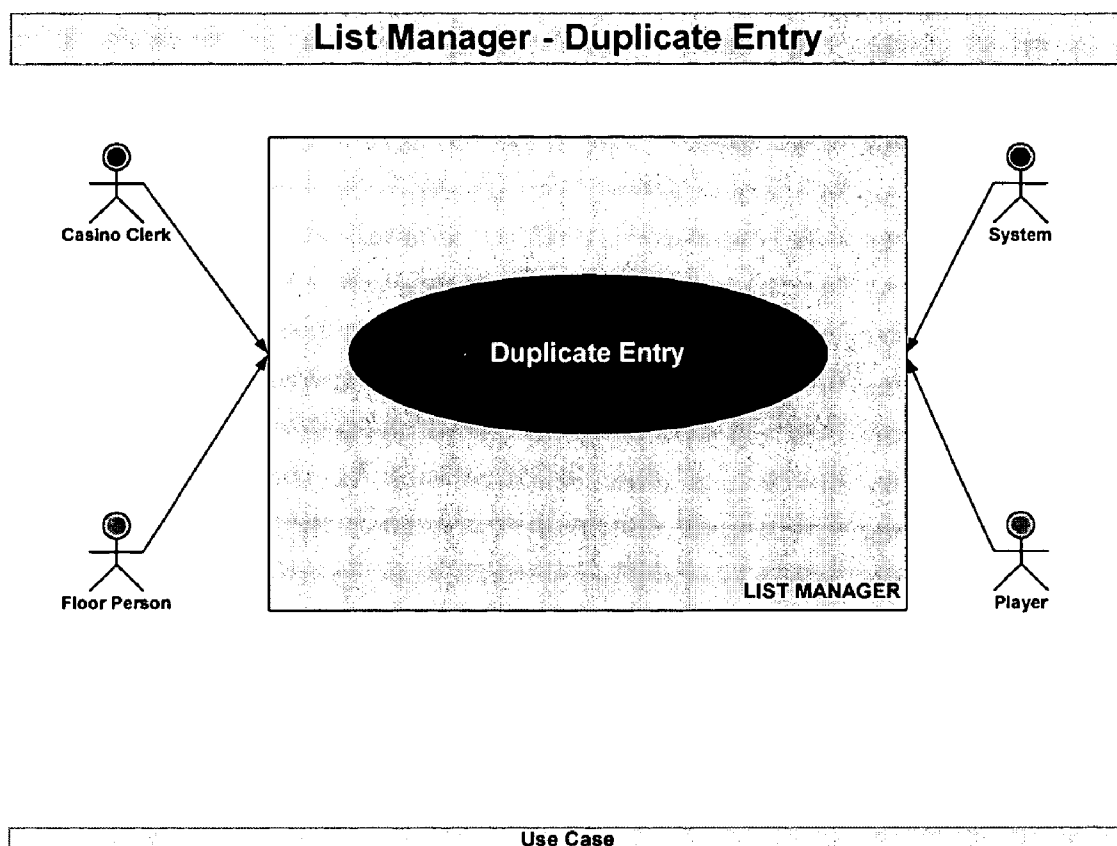 List Manager - Duplicate Entry
Casino Clerk
System
Duplicate Entry
Floor Person
LIST MANAGER
Player
Use Case